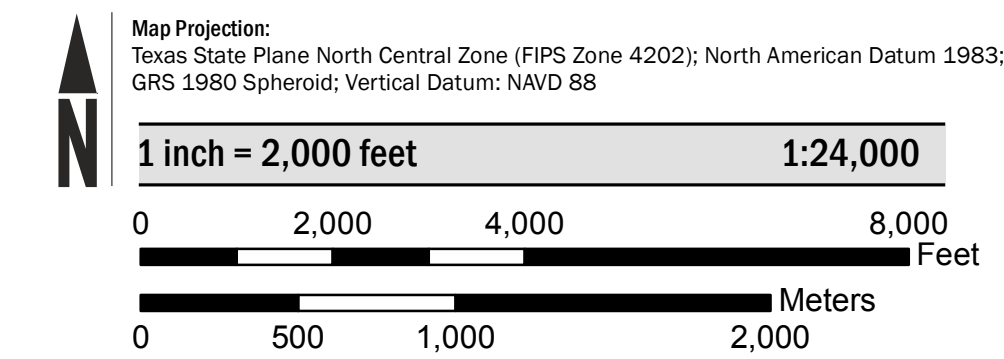 N
Map Projection:
Texas State Plane North Central Zone (FIPS Zone 4202); North American Datum 1983;
GRS 1980 Spheroid; Vertical Datum: NAVD 88
1 inch = 2,000 feet 1:24,000
0 2,000 4,000 8,000
Feet
Meters
0 500 1,000 2,000